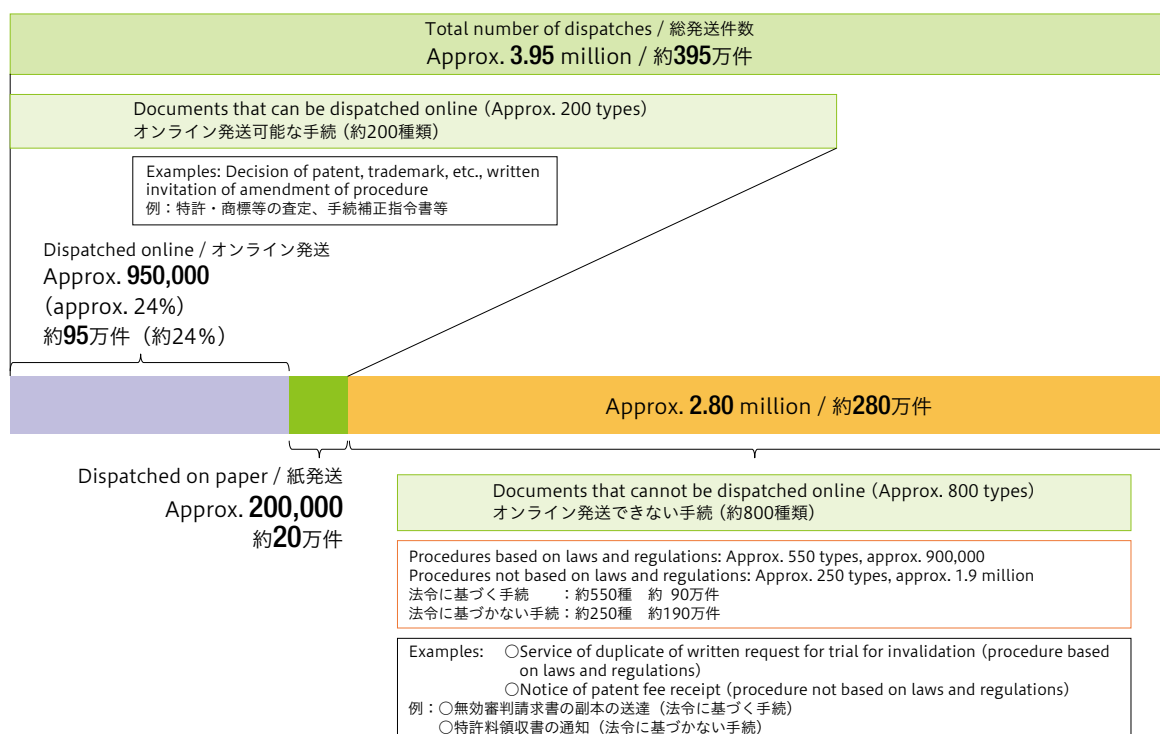 Total number of dispatches / 総発送件数
Approx. 3.95 million / 約395万件
Documents that can be dispatched online (Approx. 200 types)
オンライン発送可能な手続（約200種類）
Examples: Decision of patent, trademark, etc., written
invitation of amendment of procedure
例：特許・商標等の査定、手続補正指令書等
Dispatched online / オンライン発送
Approx. 950,000
(approx. 24%)
約95万件（約24％）
Approx. 2.80 million / 約280万件
Dispatched on paper / 紙発送
Approx. 200,000
約20万件
Documents that cannot be dispatched online (Approx. 800 types)
オンライン発送できない手続（約800種類）
Procedures based on laws and regulations: Approx. 550 types, approx. 900,000
Procedures not based on laws and regulations: Approx. 250 types, approx. 1.9 million
法令に基づく手続　　：約550種　約 90万件
法令に基づかない手続：約250種　約190万件
Examples: ○Service of duplicate of written request for trial for invalidation (procedure based
on laws and regulations)
○Notice of patent fee receipt (procedure not based on laws and regulations)
例：○無効審判請求書の副本の送達（法令に基づく手続）
○特許料領収書の通知（法令に基づかない手続）